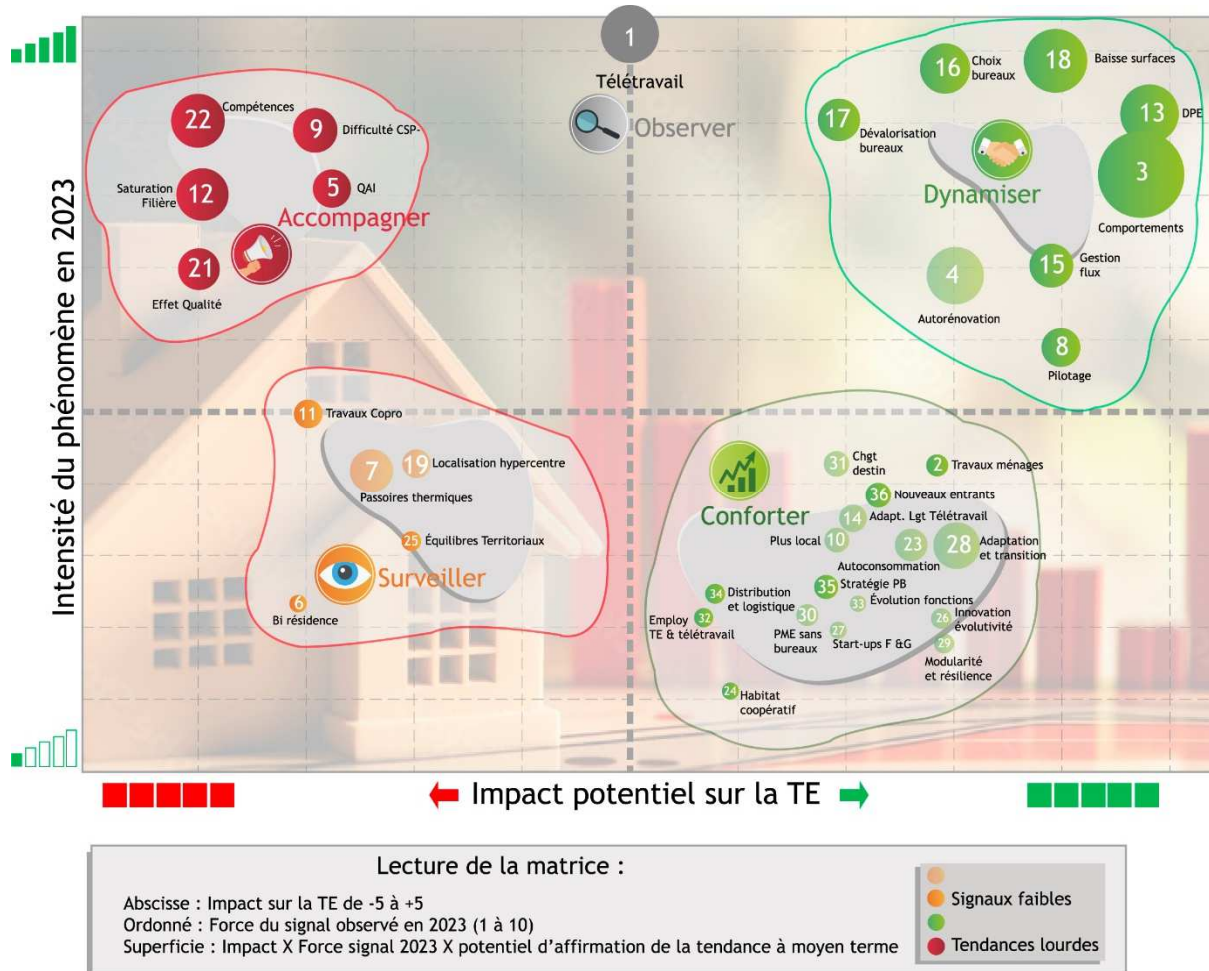 1
Télétravail
Observer
22
Compétences
9
Difficulté CSP-
Saturation
Filière
12
5
QAI
Accompagner
21
Effet Qualité
16
Choix
bureaux
18
Baisse surfaces
17
Dévalorisation
bureaux
13
DPE
3
Comportements
Dynamiser
4
Autorénovation
15
Gestion
flux
8
Pilotage
Intensité du phénomène en 2023
11
Travaux Copro
7
Passoires thermiques
19
Localisation hypercentre
25
Équilibres Territoriaux
Surveiller
6
Bi résidence
Conforter
31
Chgt
destin
2
Travaux ménages
36
Nouveaux entrants
14
Adapt. Lgt Télétravail
Plus local
10
23
Autoconsommation
28
Adaptation
et transition
35
Stratégie PB
34
Distribution
et logistique
33
Évolution fonctions
Employ
TE & télétravail
32
30
PME sans
bureaux
27
Start-ups F &G
26
Innovation
évolutivité
29
Modularité
et résilience
24
Habitat
coopératif
Impact potentiel sur la TE
Lecture de la matrice :
Abscisse : Impact sur la TE de -5 à +5
Ordonné : Force du signal observé en 2023 (1 à 10)
Superficie : Impact X Force signal 2023 X potentiel d'affirmation de la tendance à moyen terme
Signaux faibles
Tendances lourdes